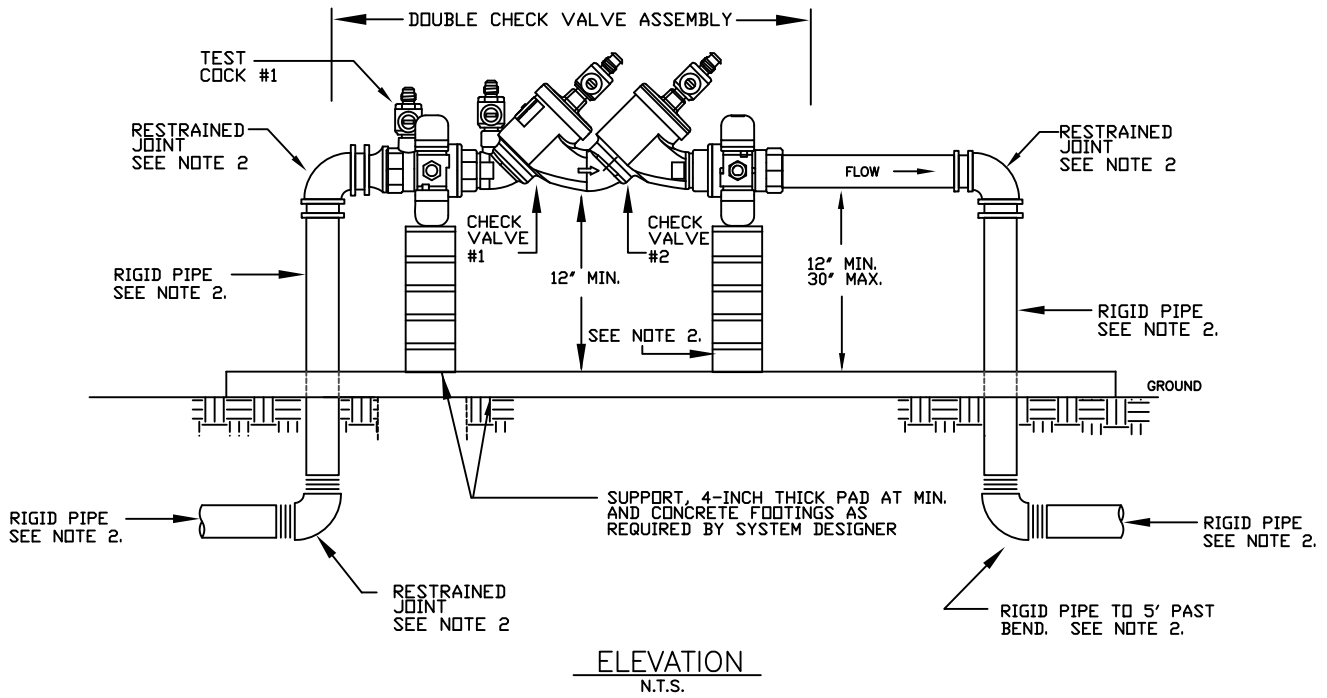 DOUBLE CHECK VALVE ASSEMBLY
TEST
COCK #1
RESTRAINED
JOINT
SEE NOTE 2
RESTRAINED
JOINT
SEE NOTE 2
FLOW
CHECK
VALVE
#1
CHECK
VALVE
#2
12" MIN.
12" MIN.
30" MAX.
RIGID PIPE
SEE NOTE 2.
RIGID PIPE
SEE NOTE 2.
SEE NOTE 2.
GROUND
SUPPORT, 4-INCH THICK PAD AT MIN.
AND CONCRETE FOOTINGS AS
REQUIRED BY SYSTEM DESIGNER
RIGID PIPE
SEE NOTE 2.
RIGID PIPE
SEE NOTE 2.
RESTRAINED
JOINT
SEE NOTE 2
RIGID PIPE TO 5' PAST
BEND. SEE NOTE 2.
ELEVATION
N.T.S.